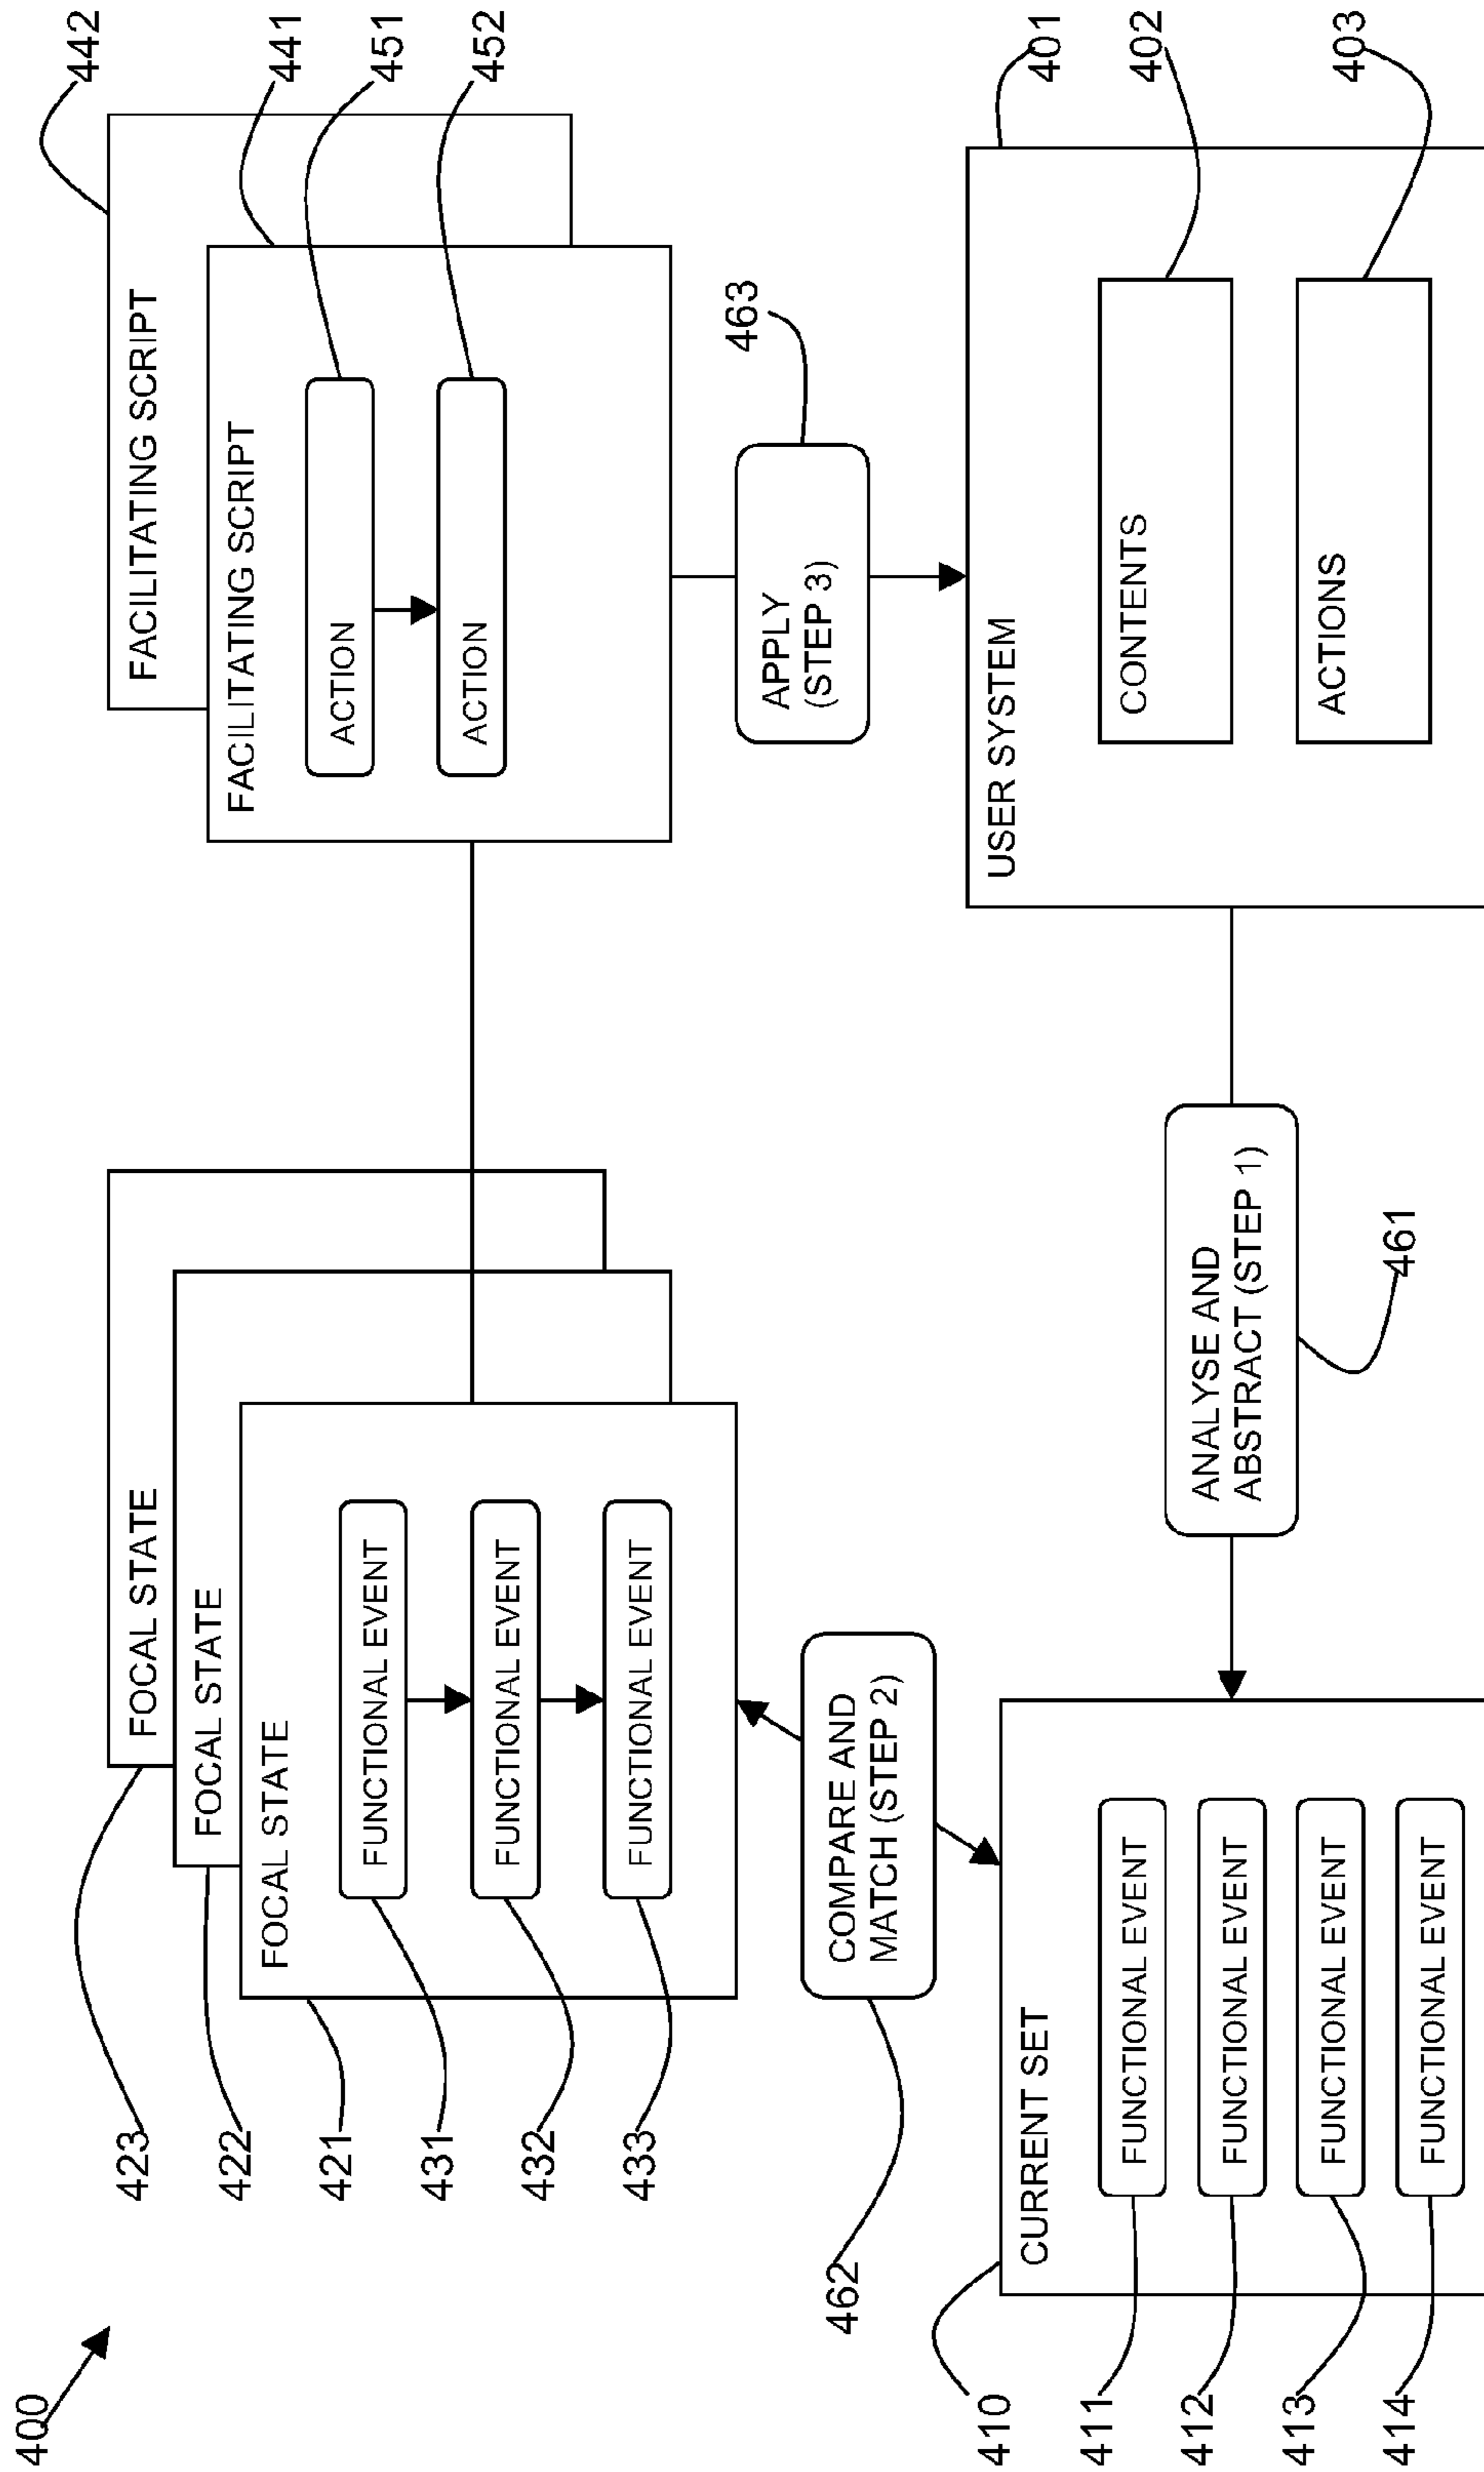 400
423
422
421
431
432
433
FOCAL STATE
FOCAL STATE
FOCAL STATE
FUNCTIONAL EVENT
FUNCTIONAL EVENT
FUNCTIONAL EVENT
442
441
451
452
FACILITATING SCRIPT
FACILITATING SCRIPT
ACTION
ACTION
462
COMPARE AND
MATCH (STEP 2)
463
APPLY
(STEP 3)
410
411
412
413
414
CURRENT SET
FUNCTIONAL EVENT
FUNCTIONAL EVENT
FUNCTIONAL EVENT
FUNCTIONAL EVENT
ANALYSE AND
ABSTRACT (STEP 1)
461
USER SYSTEM
CONTENTS
ACTIONS
401
402
403